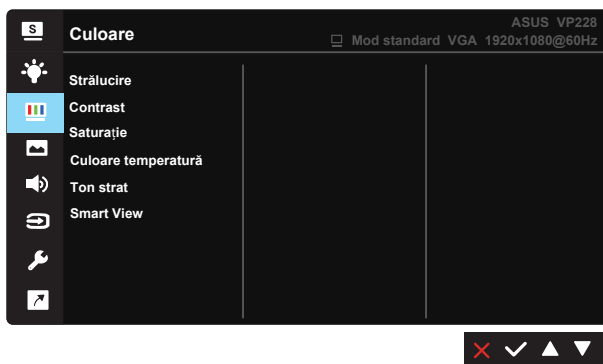 S
Culoare
ASUS VP228
Mod standard VGA 1920x1080@60Hz
Strălucire
Contrast
Saturație
Culoare temperatură
Ton strat
Smart View